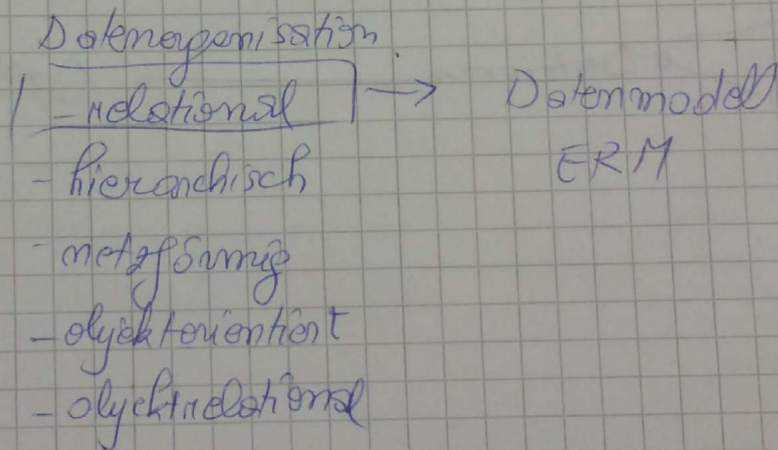 Datenorganisation
- relational → Datenmodell
ERM
- hierarchisch
- netzförmig
- objektorientiert
- objektrelational